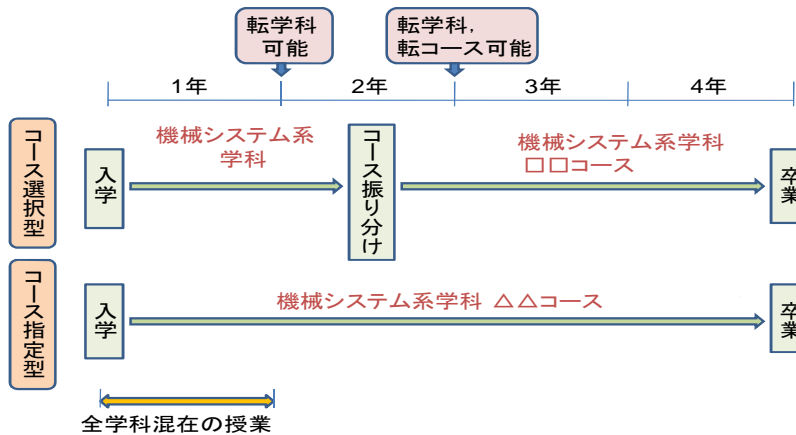 転学科
可能
転学科，
転コース可能
1年
2年
3年
4年
コース選択型
入学
機械システム系
学科
コース振り分け
機械システム系学科
□□コース
卒業
コース指定型
入学
機械システム系学科 △△コース
卒業
全学科混在の授業